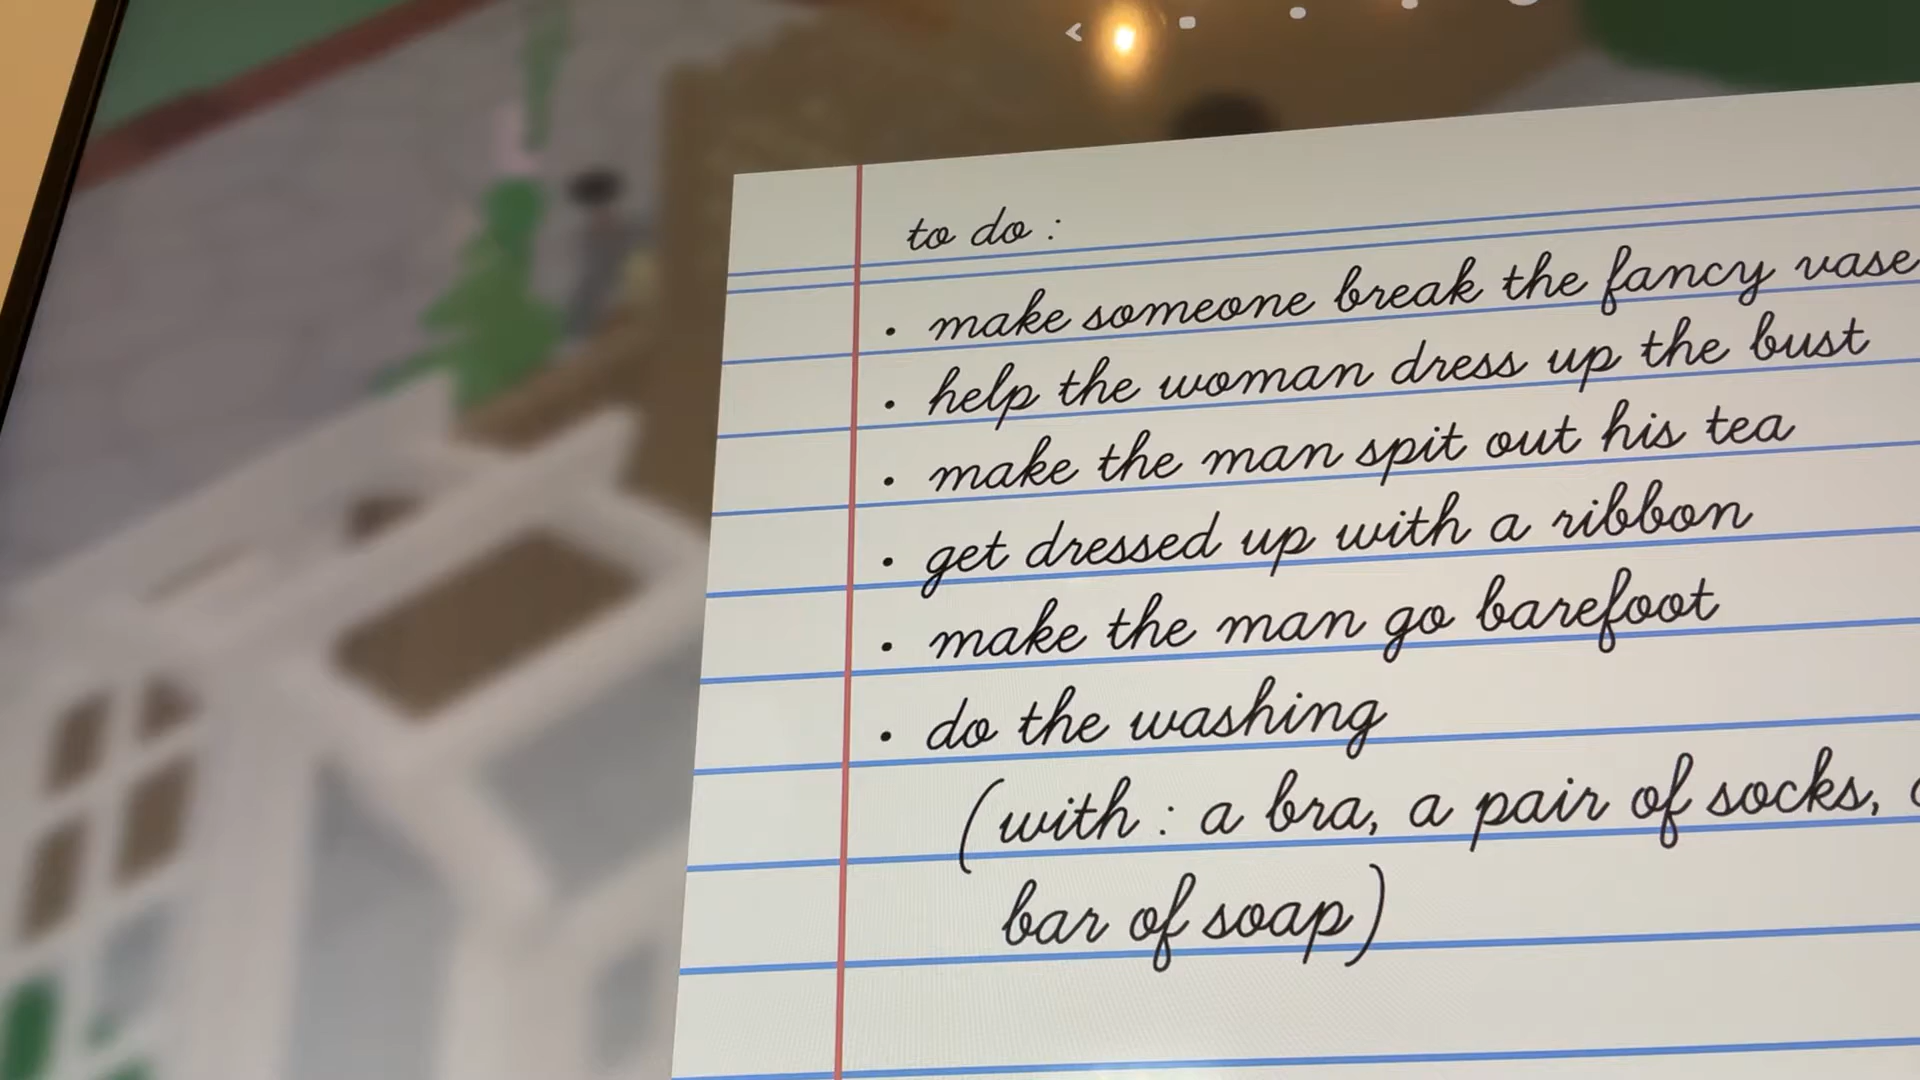 to do :
• make someone break the fancy vase
• help the woman dress up the bust
• make the man spit out his tea
• get dressed up with a ribbon
• make the man go barefoot
• do the washing
(with : a bra, a pair of socks,
bar of soap)